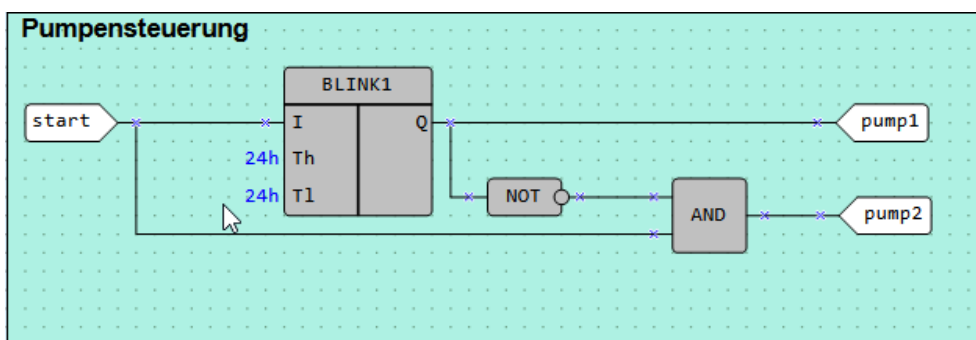 Pumpensteuerung
BLINK1
start
I
Q
pump1
24h
Th
24h
Tl
NOT
AND
pump2